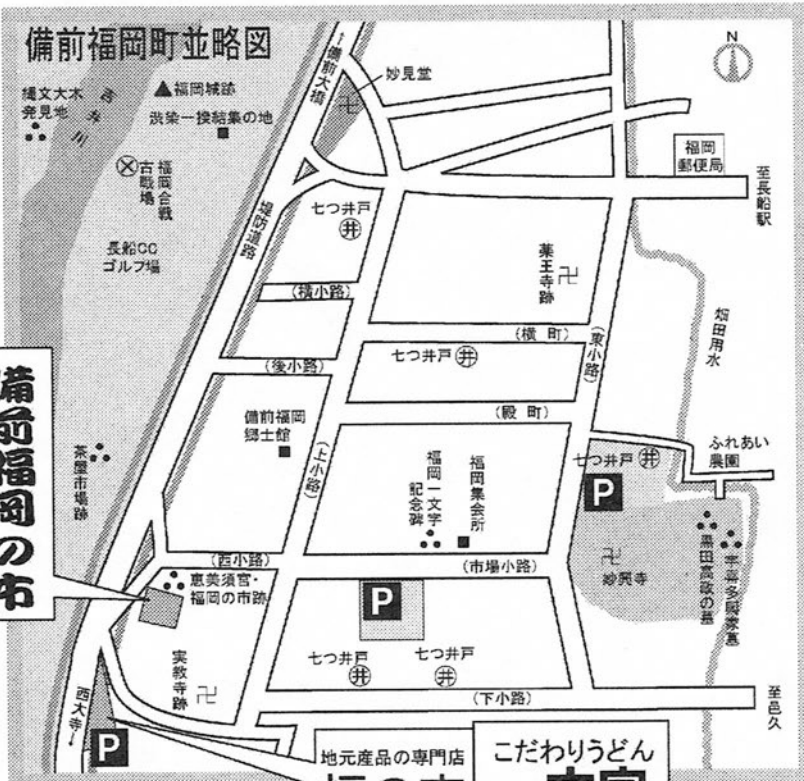 備前福岡町並略図
N
縄文大木
発見地
吉井川
▲福岡城跡
渋染一揆結集の地
福岡合戦
古戦場
長船CC
ゴルフ場
茶屋市場跡
備前福岡の市
↑備前大橋
妙見堂
堤防道路
福岡
郵便局
至長船駅
七つ井戸
井
薬王寺跡
畑田用水
(横小路)
(横 町)
(東小路)
(後小路)
七つ井戸 井
(殿 町)
備前福岡
郷士館
(上小路)
福岡一文字
記念碑
福岡集会所
七つ井戸 井
P
ふれあい
農園
妙興寺
黒田高政の墓
宇喜多興家墓
(西小路)
(市場小路)
恵美須宮・
福岡の市跡
P
七つ井戸
井
七つ井戸
井
実教寺跡
(下小路)
至邑久
西大寺↓
P
地元産品の専門店
こだわりうどん